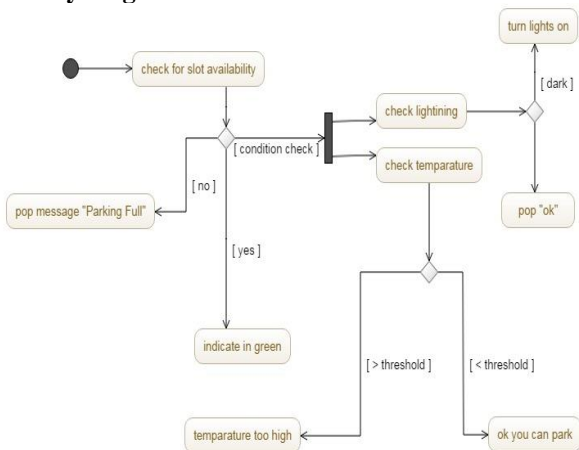 turn lights on
check for slot availability
[ dark ]
check lightining
[ condition check ]
check temparature
[ no ]
pop message "Parking Full"
pop "ok"
[ yes ]
indicate in green
[ > threshold ]
[ < threshold ]
temparature too high
ok you can park